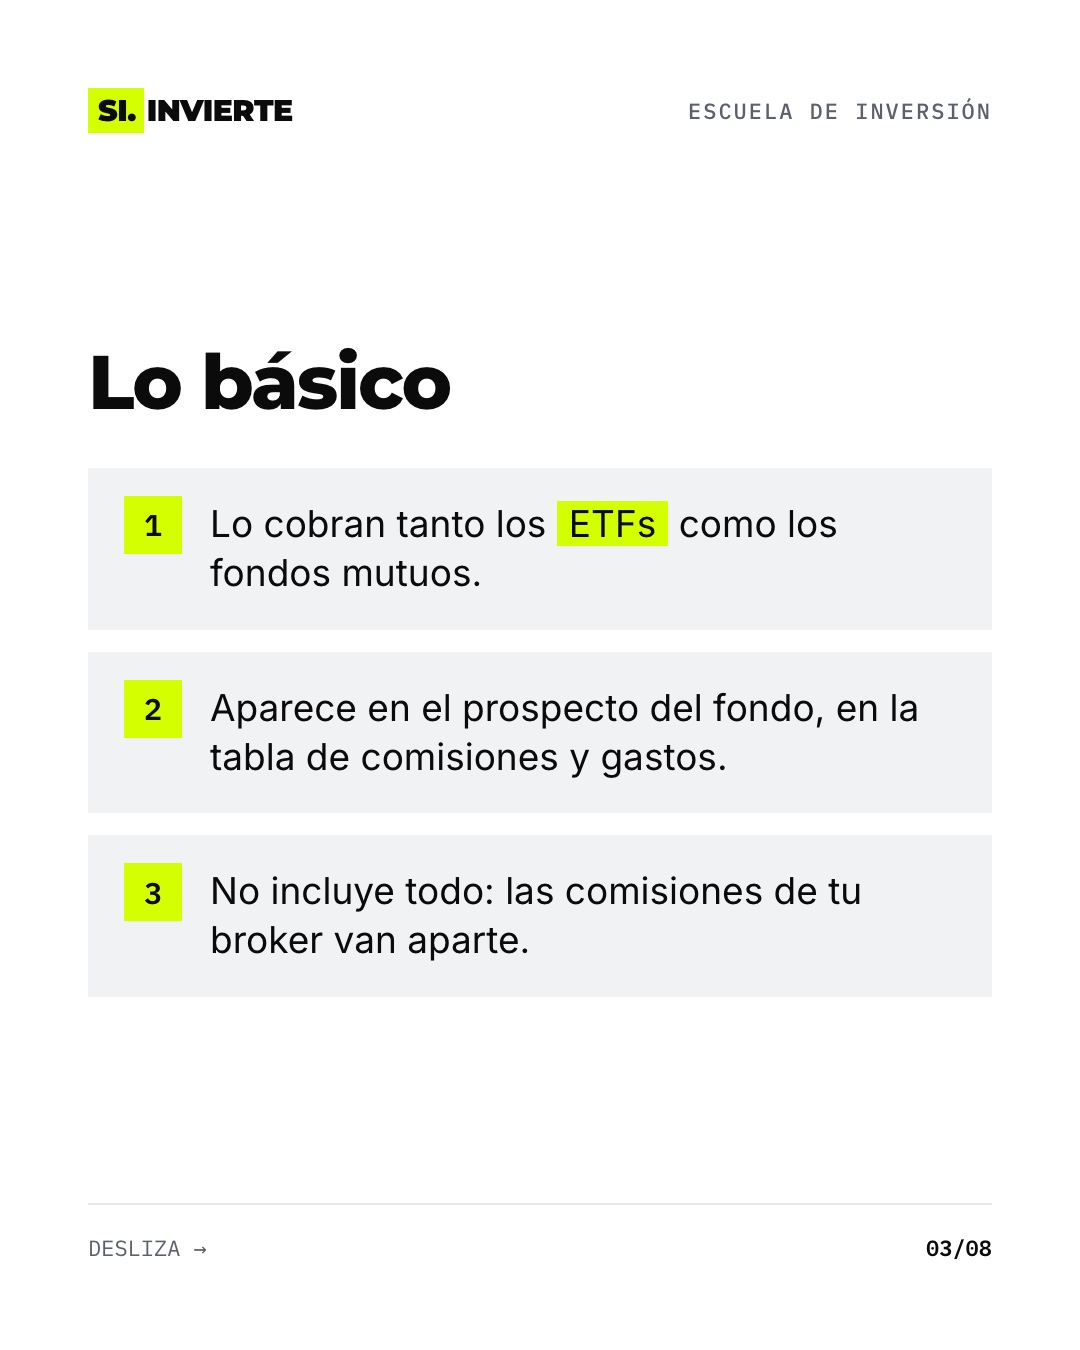 SI. INVIERTE
ESCUELA DE INVERSIÓN
Lo básico
1
Lo cobran tanto los ETFs como los
fondos mutuos.
2
Aparece en el prospecto del fondo, en la
tabla de comisiones y gastos.
3
No incluye todo: las comisiones de tu
broker van aparte.
DESLIZA →
03/08